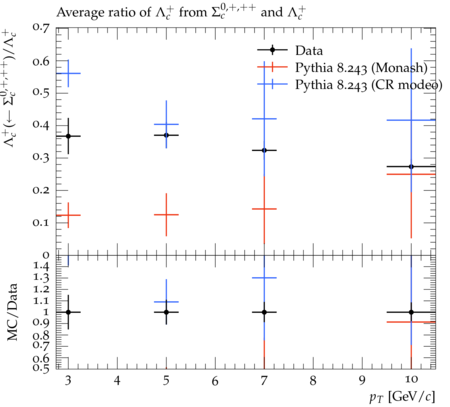 Average ratio of Λc+ from Σc0,+,++ and Λc+
Λc+(← Σc0,+,++)/Λc+
0.7
0.6
0.5
0.4
0.3
0.2
0.1
0
Data
Pythia 8.243 (Monash)
Pythia 8.243 (CR mode0)
MC/Data
1.4
1.3
1.2
1.1
1
0.9
0.8
0.7
0.6
0.5
3 4 5 6 7 8 9 10
pT [GeV/c]